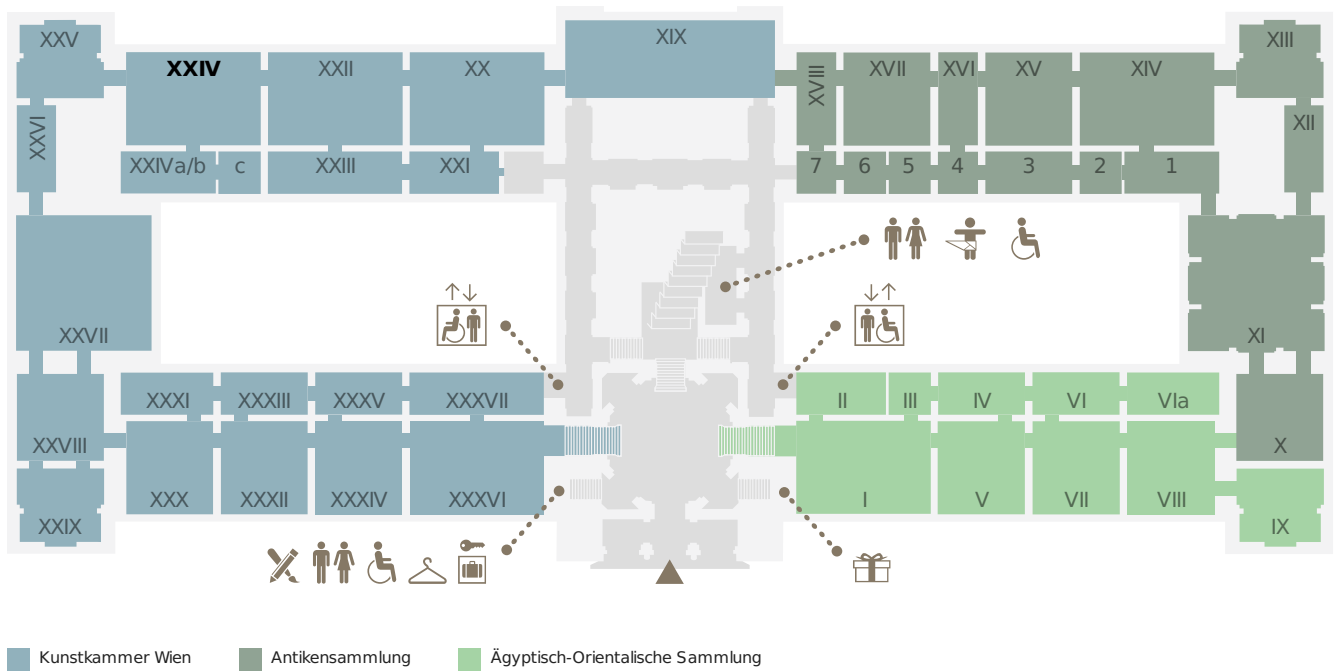 XXV
XXIV
XXII
XX
XIX
XVIII
XVII
XVI
XV
XIV
XIII
XXVI
XII
XXIVa/b
c
XXIII
XXI
7
6
5
4
3
2
1
XXVII
XI
XXXI
XXXIII
XXXV
XXXVII
II
III
IV
VI
VIa
XXVIII
X
XXX
XXXII
XXXIV
XXXVI
I
V
VII
VIII
XXIX
IX
Kunstkammer Wien
Antikensammlung
Ägyptisch-Orientalische Sammlung